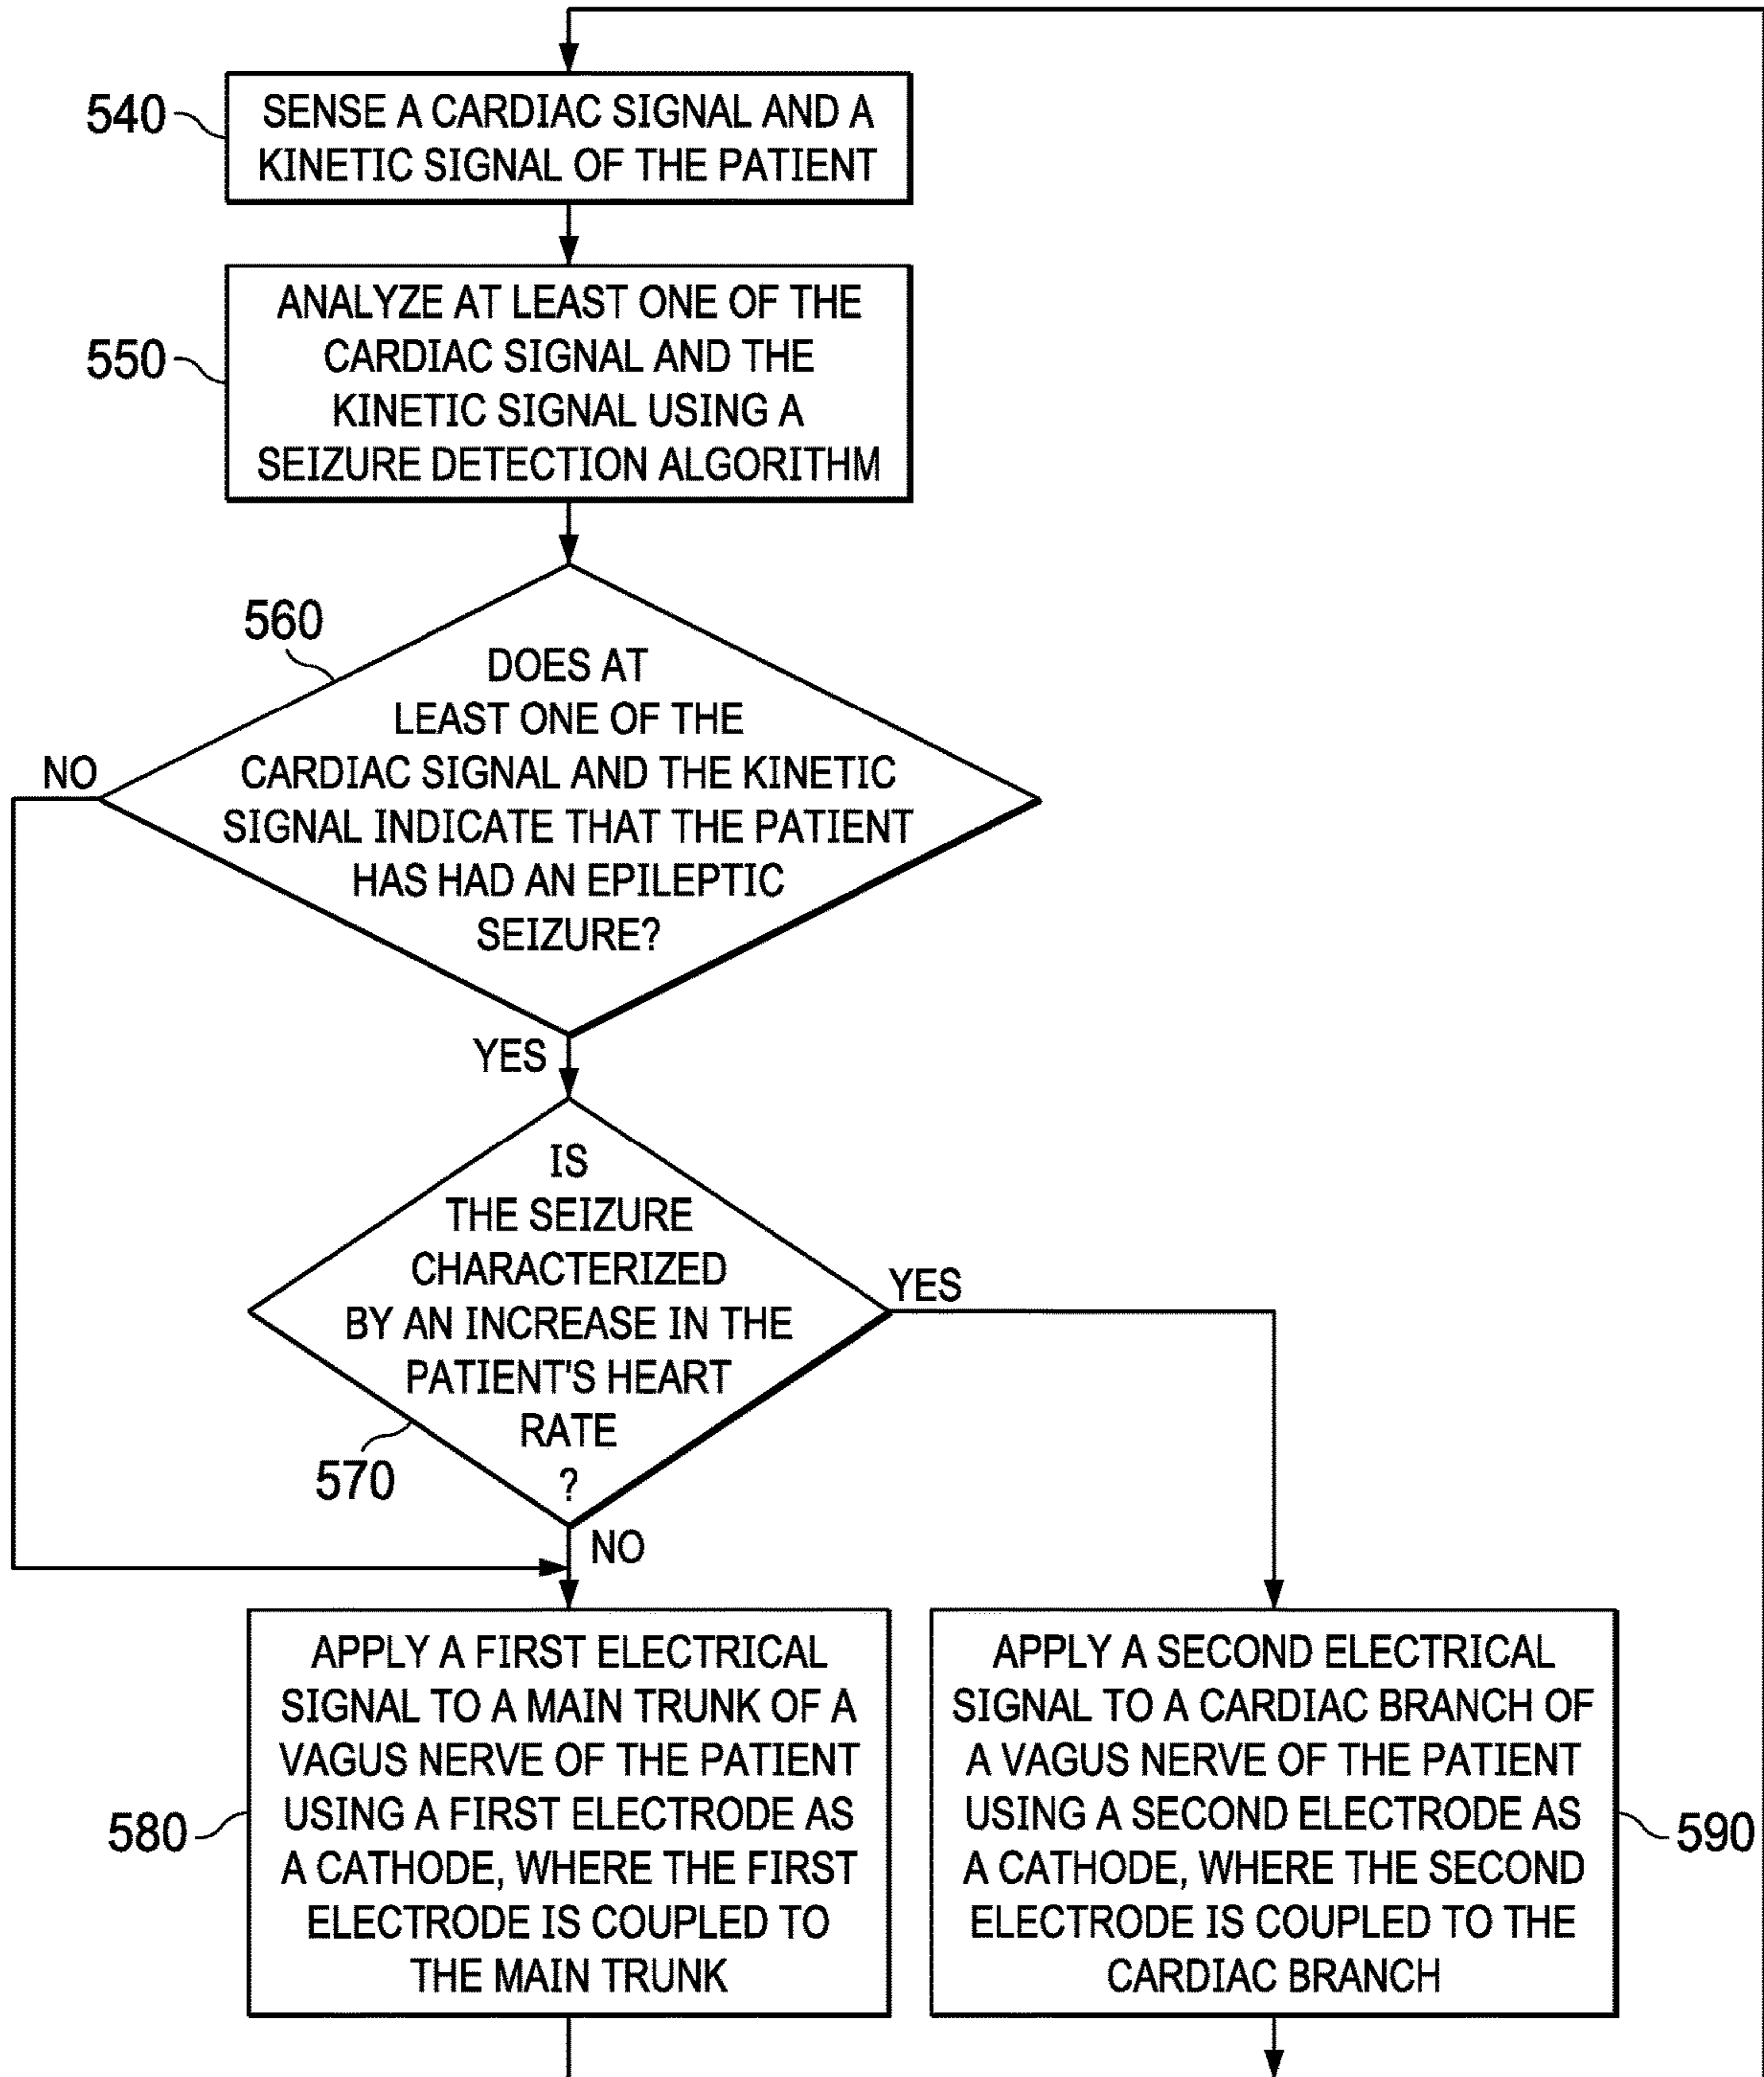 540
SENSE A CARDIAC SIGNAL AND A
KINETIC SIGNAL OF THE PATIENT
550
ANALYZE AT LEAST ONE OF THE
CARDIAC SIGNAL AND THE
KINETIC SIGNAL USING A
SEIZURE DETECTION ALGORITHM
560
DOES AT
LEAST ONE OF THE
CARDIAC SIGNAL AND THE KINETIC
SIGNAL INDICATE THAT THE PATIENT
HAS HAD AN EPILEPTIC
SEIZURE?
NO
YES
IS
THE SEIZURE
CHARACTERIZED
BY AN INCREASE IN THE
PATIENT'S HEART
RATE
?
YES
570
NO
APPLY A FIRST ELECTRICAL
SIGNAL TO A MAIN TRUNK OF A
VAGUS NERVE OF THE PATIENT
USING A FIRST ELECTRODE AS
A CATHODE, WHERE THE FIRST
ELECTRODE IS COUPLED TO
THE MAIN TRUNK
580
APPLY A SECOND ELECTRICAL
SIGNAL TO A CARDIAC BRANCH OF
A VAGUS NERVE OF THE PATIENT
USING A SECOND ELECTRODE AS
A CATHODE, WHERE THE SECOND
ELECTRODE IS COUPLED TO THE
CARDIAC BRANCH
590